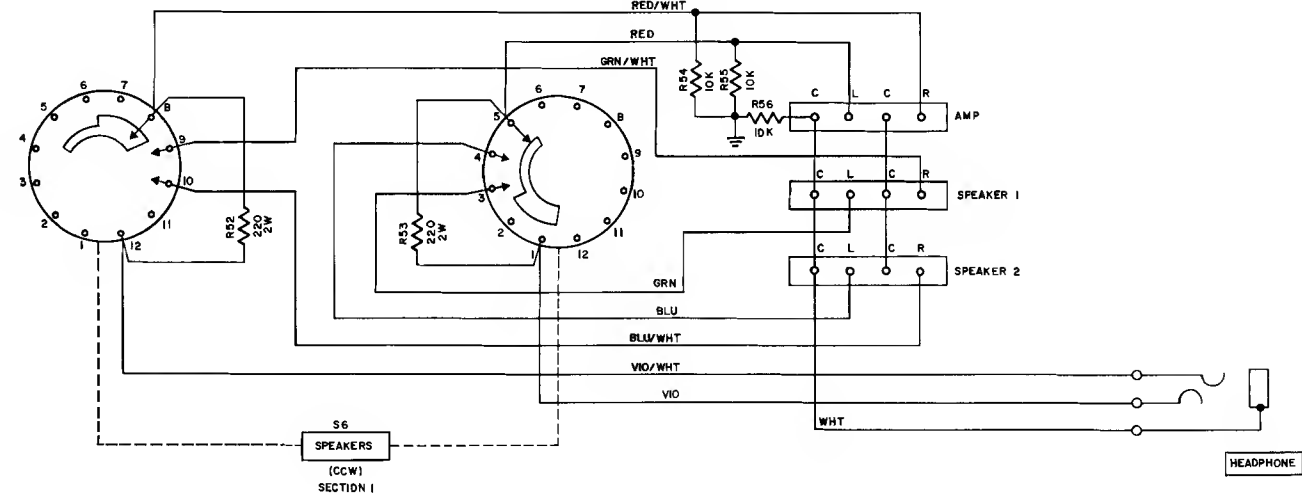 RED/WHT
RED
GRN/WHT
R54
10K
R55
10K
R56
10K
C L C R
AMP
6 7
5 8
4 9
3 10
2 11
1 12
R52
220
2W
6 7
5 8
4 9
3 10
2 11
1 12
R53
220
2W
C L C R
SPEAKER 1
C L C R
SPEAKER 2
GRN
BLU
BLU/WHT
VIO/WHT
VIO
WHT
S6
SPEAKERS
(CCW)
SECTION 1
HEADPHONE